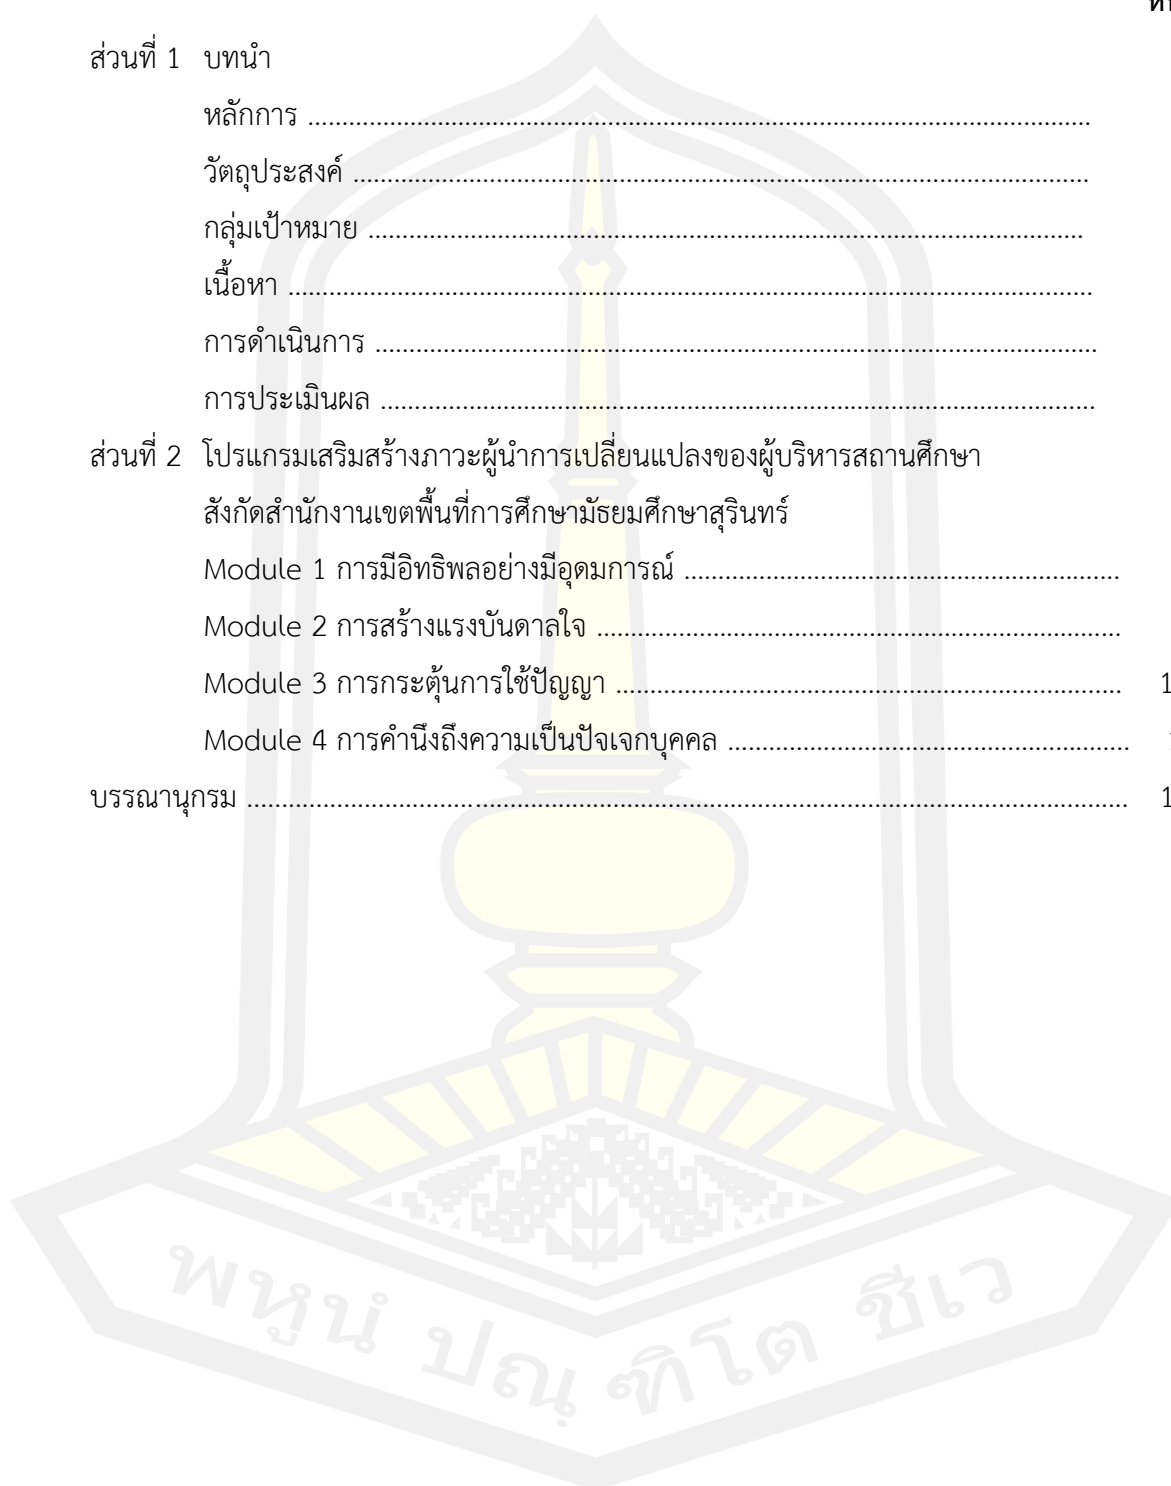 ส่วนที่ 1 บทนำ
หลักการ ....................................................................................................................
วัตถุประสงค์ .............................................................................................................
กลุ่มเป้าหมาย ..........................................................................................................
เนื้อหา .......................................................................................................................
การดำเนินการ ...........................................................................................................
การประเมินผล ..........................................................................................................
ส่วนที่ 2 โปรแกรมเสริมสร้างภาวะผู้นำการเปลี่ยนแปลงของผู้บริหารสถานศึกษา
สังกัดสำนักงานเขตพื้นที่การศึกษามัธยมศึกษาสุรินทร์
Module 1 การมีอิทธิพลอย่างมีอุดมการณ์ ................................................................
Module 2 การสร้างแรงบันดาลใจ .............................................................................
Module 3 การกระตุ้นการใช้ปัญญา .......................................................................... 1
Module 4 การคำนึงถึงความเป็นปัจเจกบุคคล ...........................................................
บรรณานุกรม .................................................................................................................................. 1
พหูนํ ปณฺฑิโต ชีเว